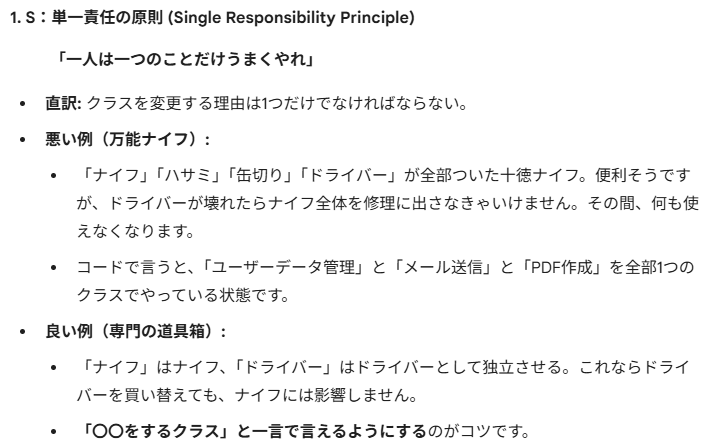 1. S：単一責任の原則 (Single Responsibility Principle)
「一人は一つのことだけうまくやれ」
• 直訳: クラスを変更する理由は1つだけでなければならない。
• 悪い例（万能ナイフ）:
• 「ナイフ」「ハサミ」「缶切り」「ドライバー」が全部ついた十徳ナイフ。便利そうです
が、ドライバーが壊れたらナイフ全体を修理に出さなきゃいけません。その間、何も使
えなくなります。
• コードで言うと、「ユーザーデータ管理」と「メール送信」と「PDF作成」を全部1つの
クラスでやっている状態です。
• 良い例（専門の道具箱）:
• 「ナイフ」はナイフ、「ドライバー」はドライバーとして独立させる。これならドライ
バーを買い替えても、ナイフには影響しません。
• 「〇〇をするクラス」と一言で言えるようにするのがコツです。